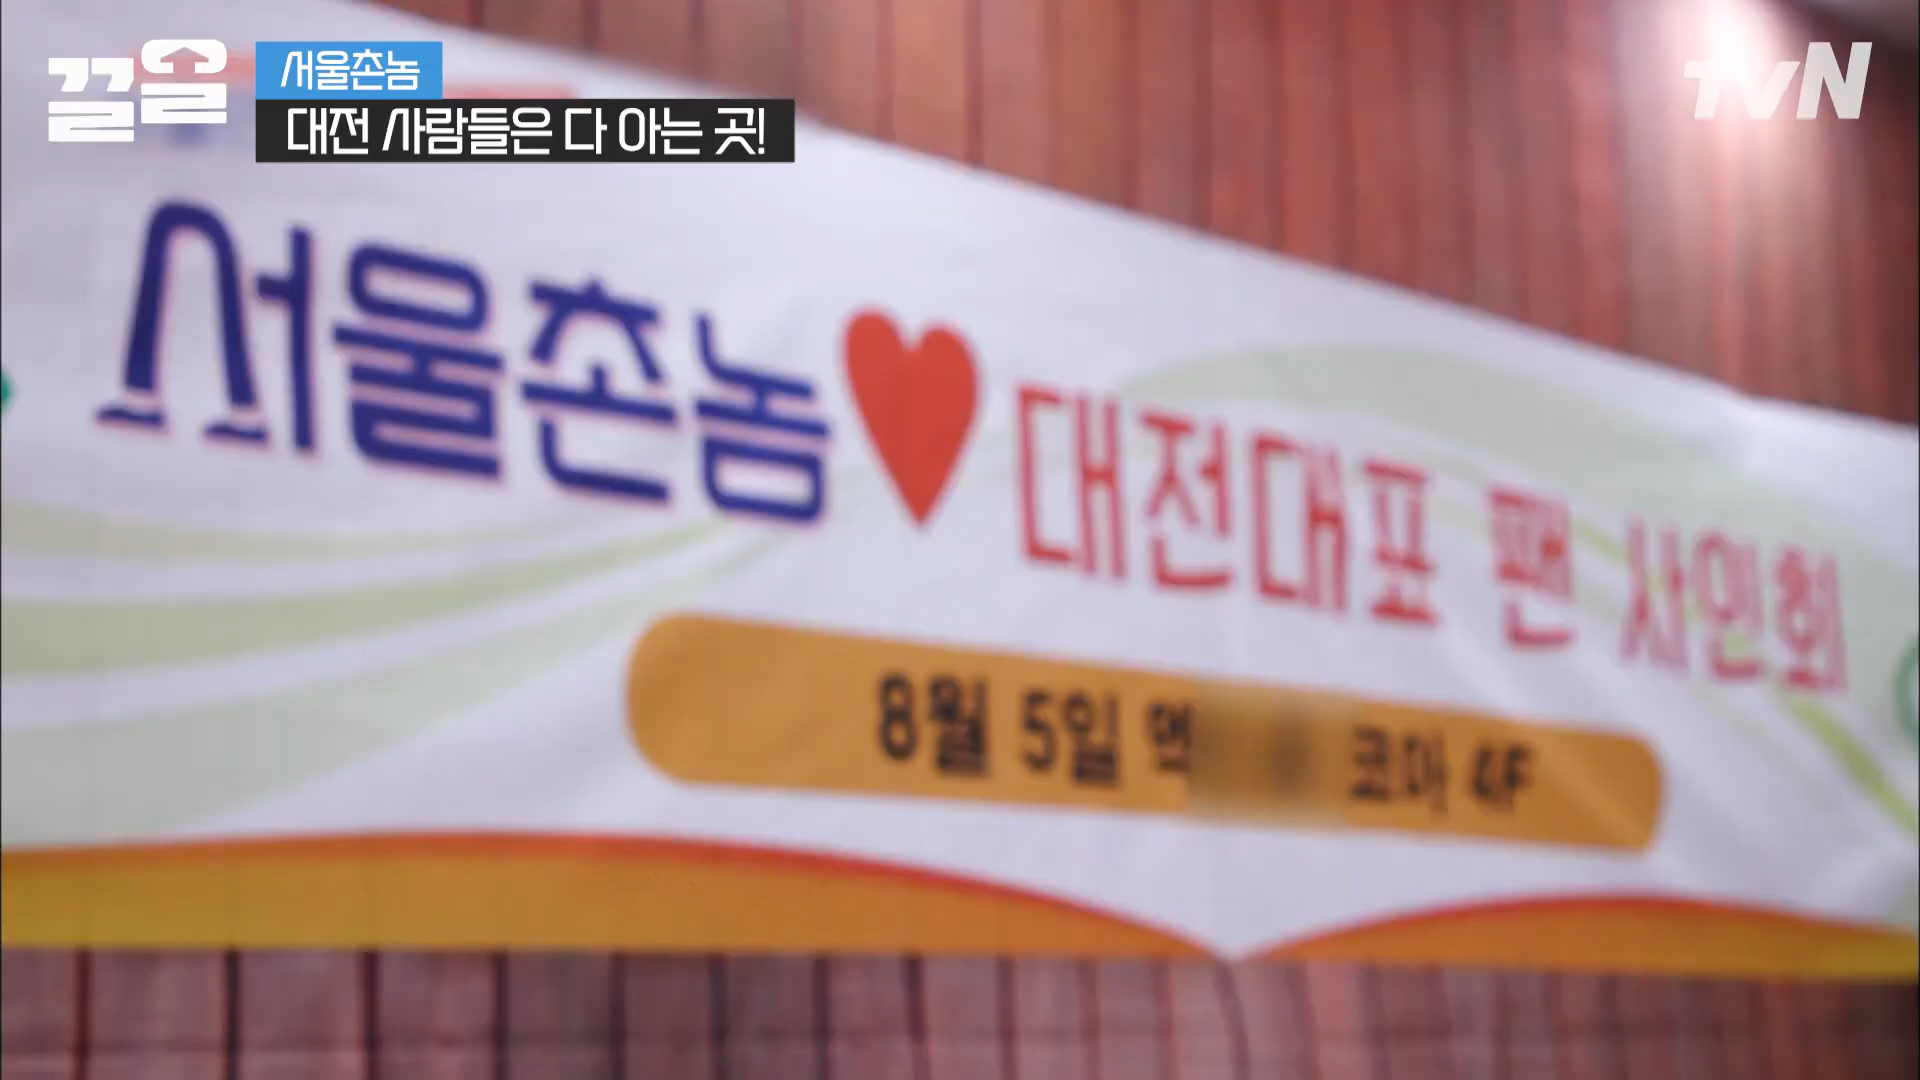 끌올
서울촌놈
tvN
대전 사람들은 다 아는 곳!
서울촌놈♥대전대표 팬 사인회
8월 5일 코마 4F